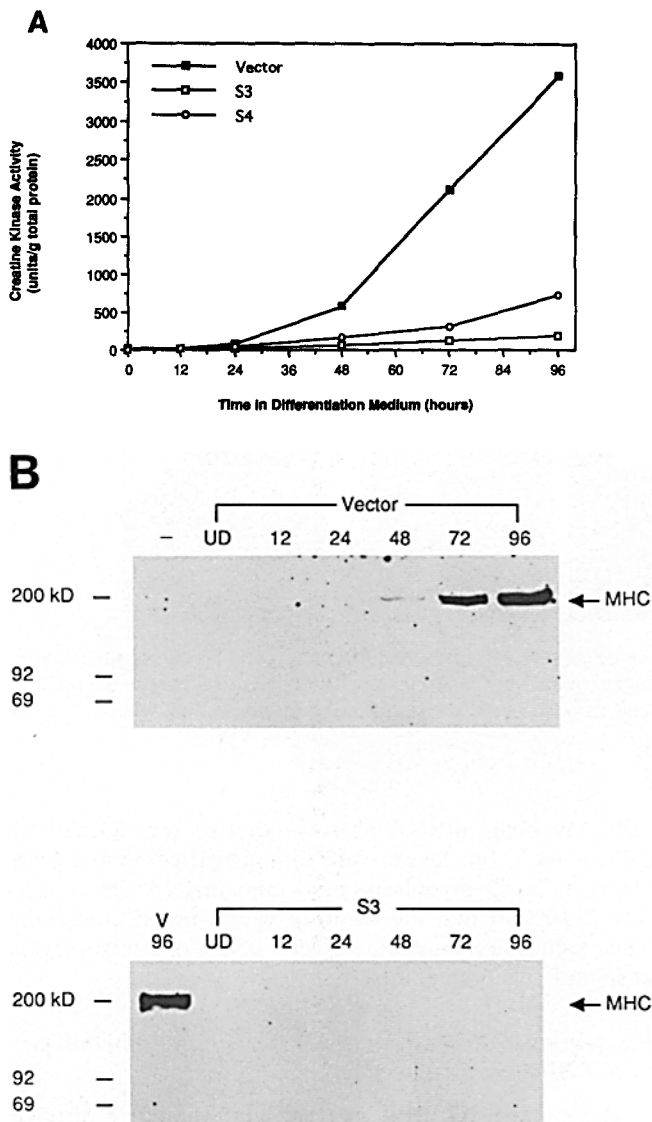 A
4000
3500
3000
2500
2000
1500
1000
500
0
Creatine Kinase Activity
(units/g total protein)
Vector
S3
S4
0 12 24 36 48 60 72 84 96
Time in Differentiation Medium (hours)
B
Vector
– UD 12 24 48 72 96
200 kD –
MHC
92 –
69 –
S3
V
96 UD 12 24 48 72 96
200 kD –
MHC
92 –
69 –